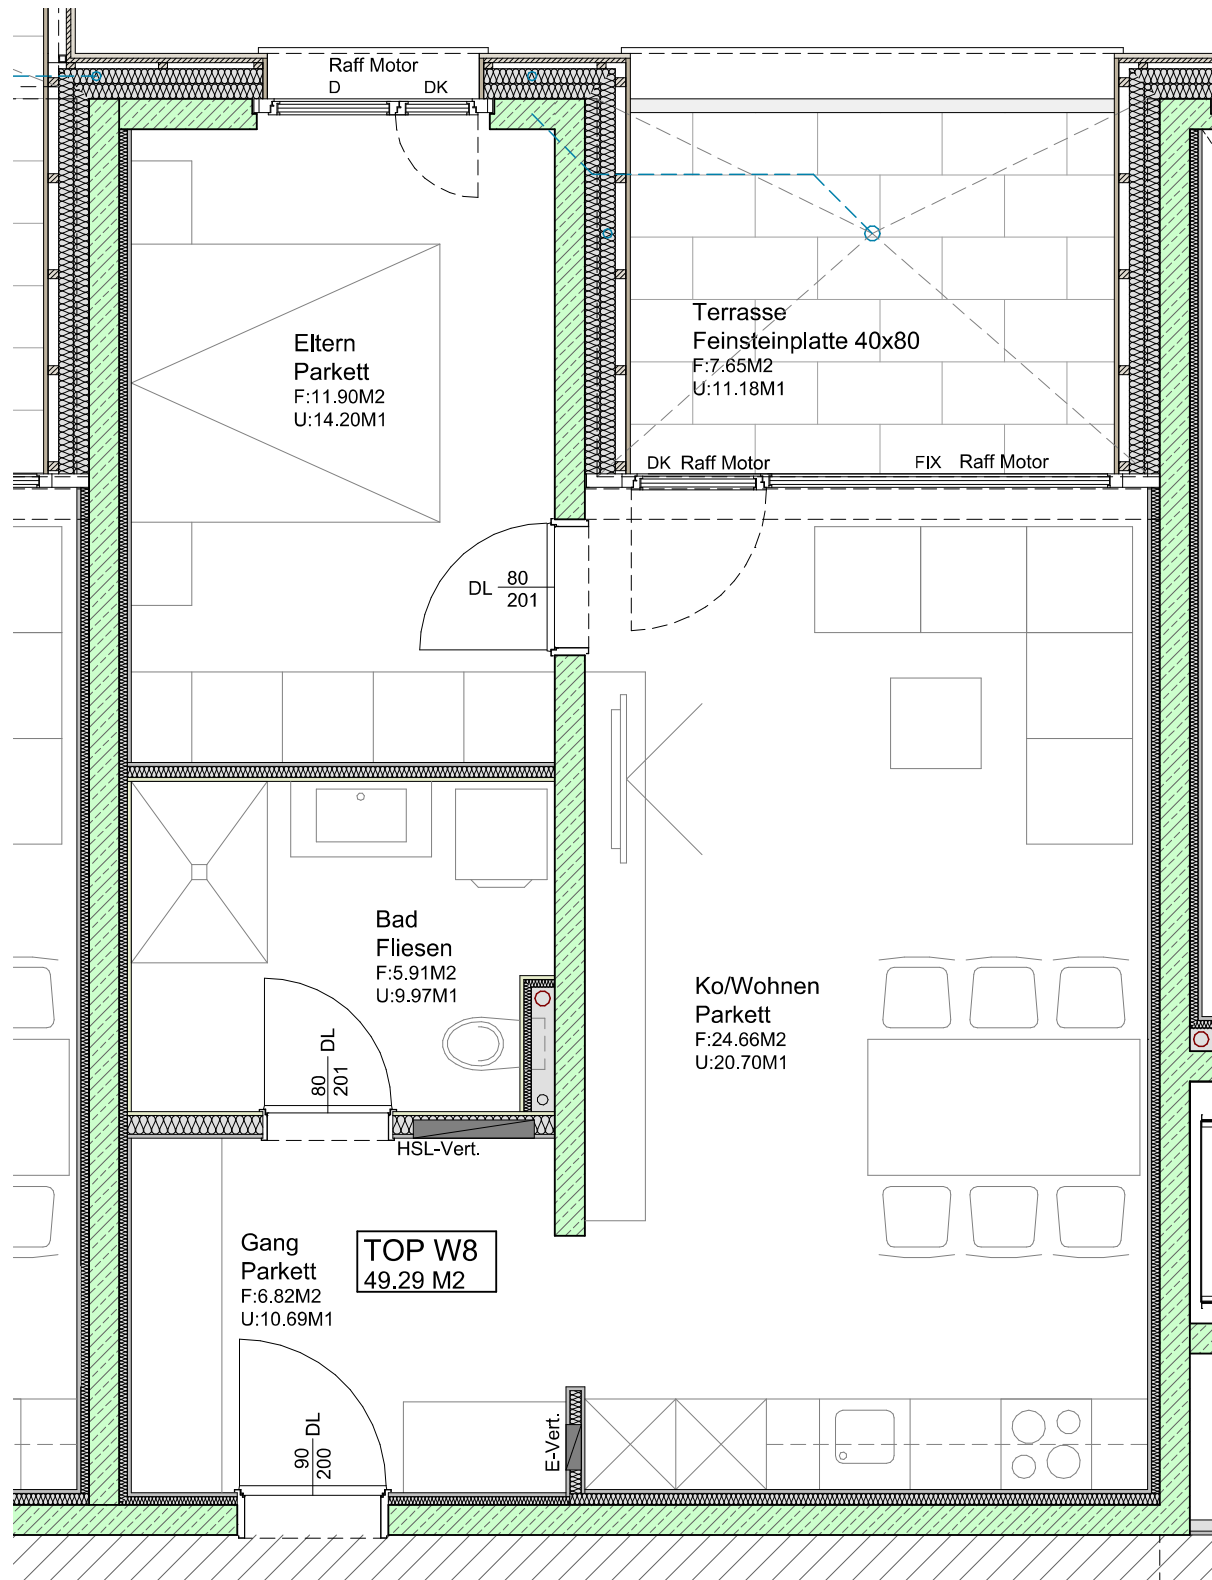 Raff Motor
D DK
Terrasse
Feinsteinplatte 40x80
F:7.65M2
U:11.18M1
Eltern
Parkett
F:11.90M2
U:14.20M1
DK Raff Motor
FIX Raff Motor
DL 80
201
Bad
Fliesen
F:5.91M2
U:9.97M1
Ko/Wohnen
Parkett
F:24.66M2
U:20.70M1
80 DL
201
HSL-Vert.
Gang
Parkett
F:6.82M2
U:10.69M1
TOP W8
49.29 M2
90 DL
200
E-Vert.